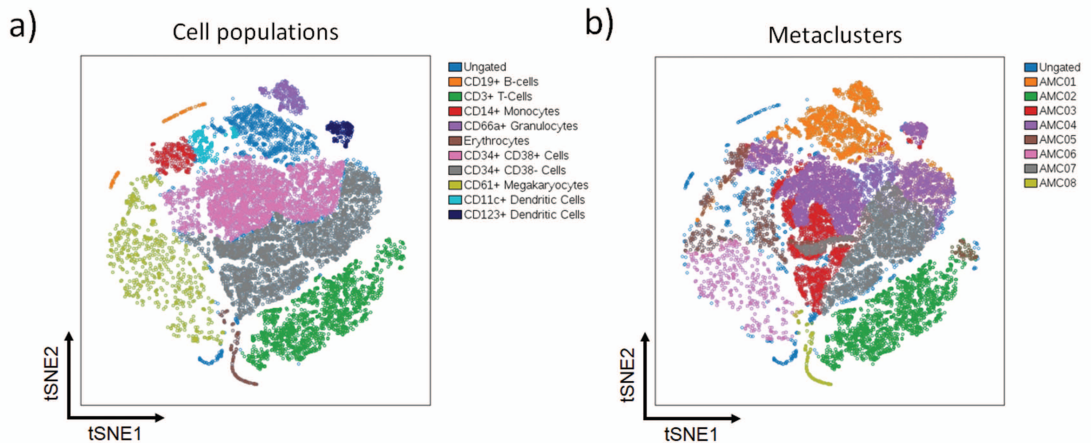 a)
Cell populations
Ungated
CD19+ B-cells
CD3+ T-Cells
CD14+ Monocytes
CD66a+ Granulocytes
Erythrocytes
CD34+ CD38+ Cells
CD34+ CD38- Cells
CD61+ Megakaryocytes
CD11c+ Dendritic Cells
CD123+ Dendritic Cells
tSNE2
tSNE1
b)
Metaclusters
Ungated
AMC01
AMC02
AMC03
AMC04
AMC05
AMC06
AMC07
AMC08
tSNE2
tSNE1